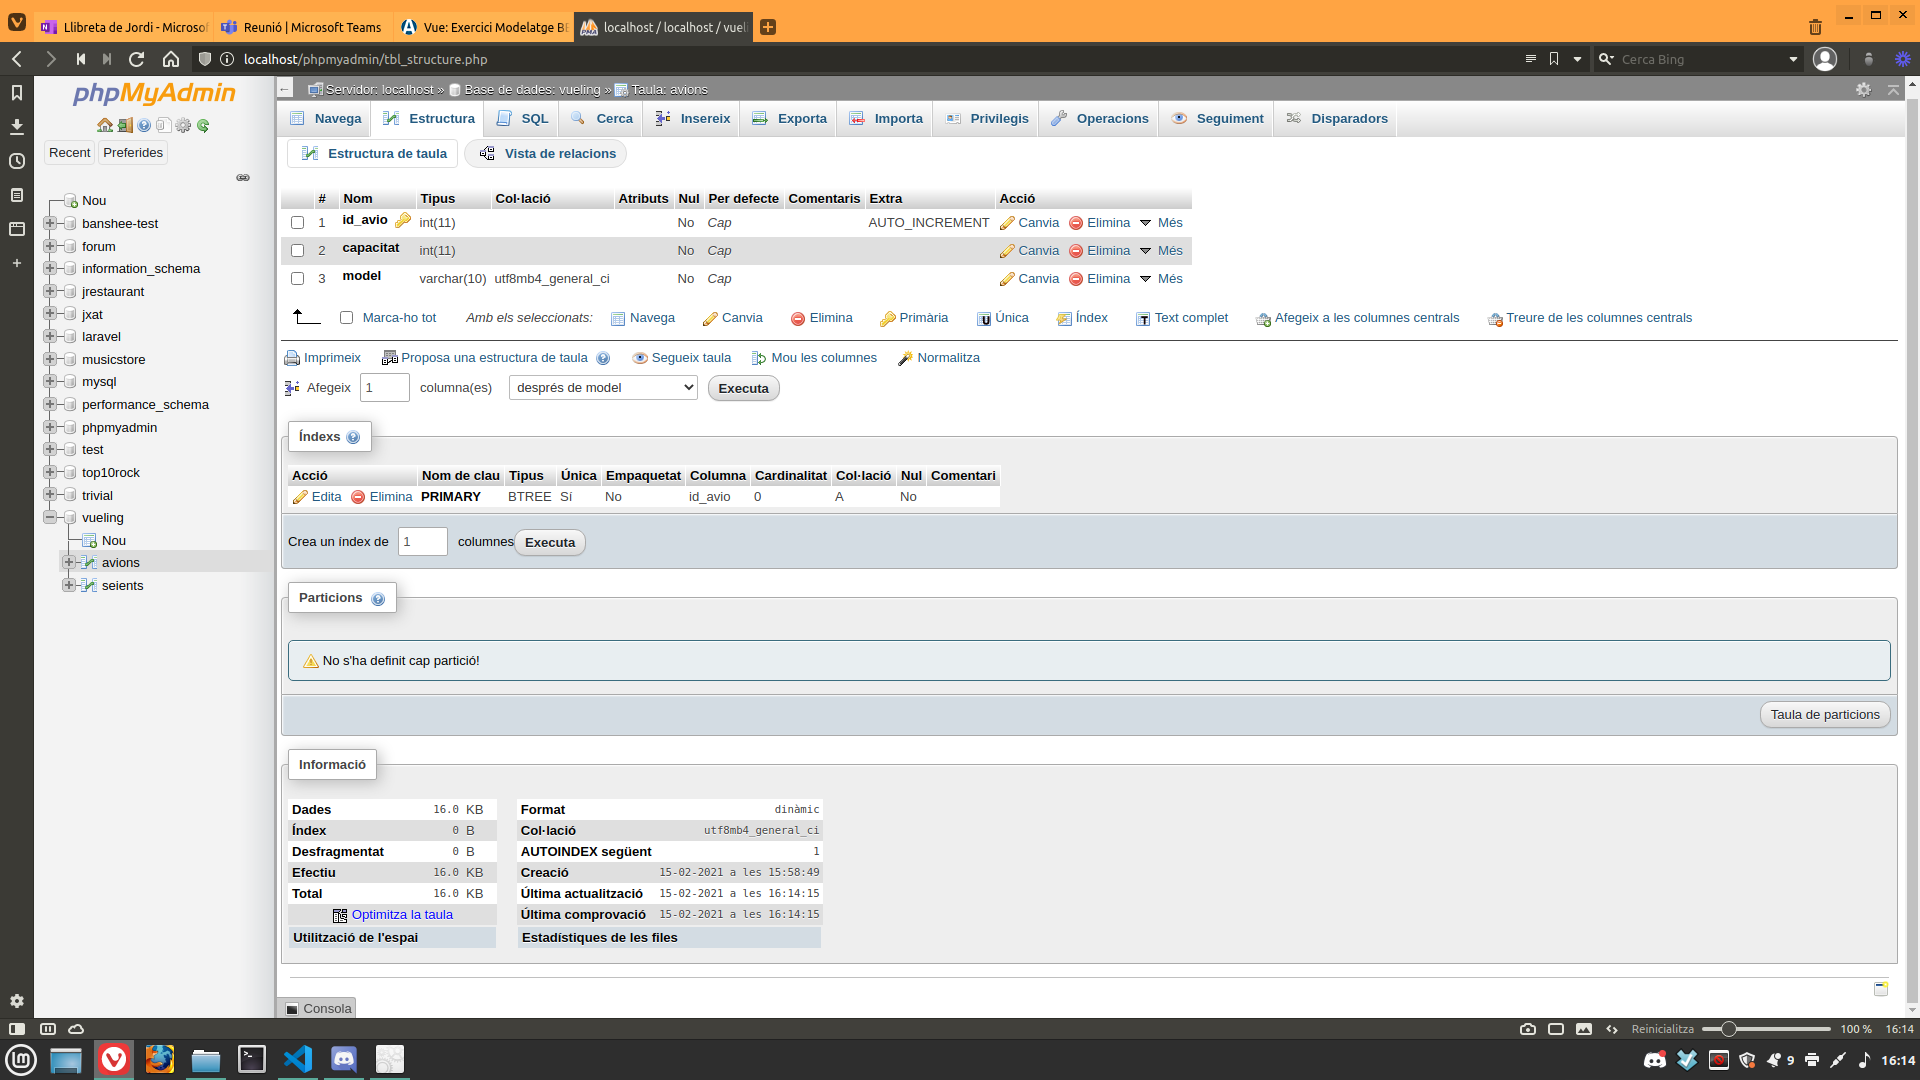 Llibreta de Jordi - Microsof
Reunió | Microsoft Teams
Vue: Exercici Modelatge BE
localhost / localhost / vueli
localhost/phpmyadmin/tbl_structure.php
Cerca Bing
phpMyAdmin
Recent
Preferides
Nou
banshee-test
forum
information_schema
jrestaurant
jxat
laravel
musicstore
mysql
performance_schema
phpmyadmin
test
top10rock
trivial
vueling
Nou
avions
seients
Servidor: localhost » Base de dades: vueling » Taula: avions
Navega Estructura SQL Cerca Insereix Exporta Importa Privilegis Operacions Seguiment Disparadors
Estructura de taula Vista de relacions
# Nom Tipus Col·lació Atributs Nul Per defecte Comentaris Extra Acció
1 id_avio int(11) No Cap AUTO_INCREMENT Canvia Elimina Més
2 capacitat int(11) No Cap Canvia Elimina Més
3 model varchar(10) utf8mb4_general_ci No Cap Canvia Elimina Més
Marca-ho tot Amb els seleccionats: Navega Canvia Elimina Primària Única Índex Text complet Afegeix a les columnes centrals Treure de les columnes centrals
Imprimeix Proposa una estructura de taula Segueix taula Mou les columnes Normalitza
Afegeix 1 columna(es) després de model Executa
Índexs
Acció Nom de clau Tipus Única Empaquetat Columna Cardinalitat Col·lació Nul Comentari
Edita Elimina PRIMARY BTREE Sí No id_avio 0 A No
Crea un índex de 1 columnes Executa
Particions
No s'ha definit cap partició!
Taula de particions
Informació
Dades 16.0 KB
Índex 0 B
Desfragmentat 0 B
Efectiu 16.0 KB
Total 16.0 KB
Optimitza la taula
Utilització de l'espai
Format dinàmic
Col·lació utf8mb4_general_ci
AUTOINDEX següent 1
Creació 15-02-2021 a les 15:58:49
Última actualització 15-02-2021 a les 16:14:15
Última comprovació 15-02-2021 a les 16:14:15
Estadístiques de les files
Consola
Reinicialitza 100 % 16:14
9 16:14